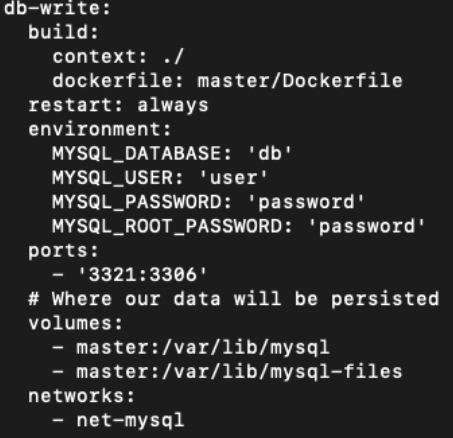 db-write:
  build:
    context: ./
    dockerfile: master/Dockerfile
  restart: always
  environment:
    MYSQL_DATABASE: 'db'
    MYSQL_USER: 'user'
    MYSQL_PASSWORD: 'password'
    MYSQL_ROOT_PASSWORD: 'password'
  ports:
    - '3321:3306'
  # Where our data will be persisted
  volumes:
    - master:/var/lib/mysql
    - master:/var/lib/mysql-files
  networks:
    - net-mysql